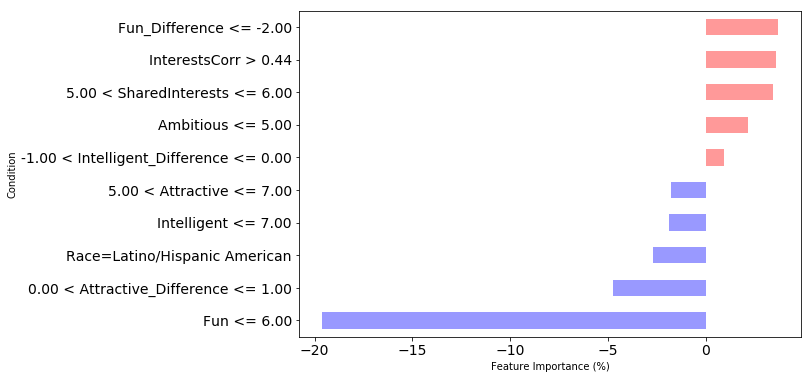 Fun_Difference <= -2.00
InterestsCorr > 0.44
5.00 < SharedInterests <= 6.00
Ambitious <= 5.00
-1.00 < Intelligent_Difference <= 0.00
5.00 < Attractive <= 7.00
Intelligent <= 7.00
Race=Latino/Hispanic American
0.00 < Attractive_Difference <= 1.00
Fun <= 6.00
Condition
−20 −15 −10 −5 0
Feature Importance (%)